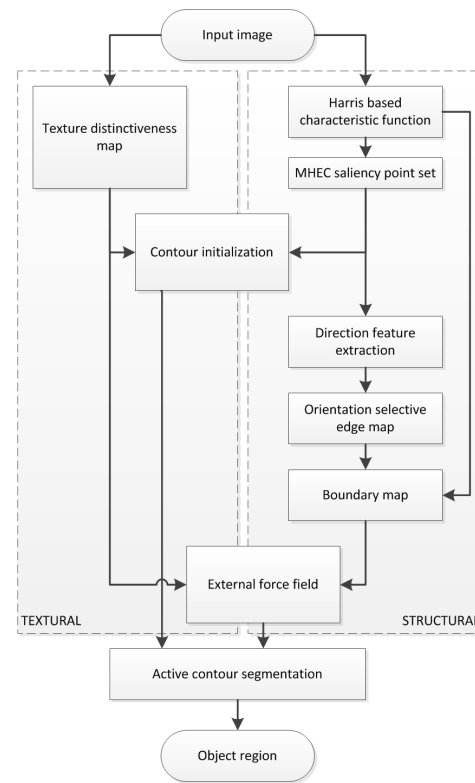 Input image
Texture distinctiveness
map
Harris based
characteristic function
MHEC saliency point set
Contour initialization
Direction feature
extraction
Orientation selective
edge map
Boundary map
External force field
TEXTURAL
STRUCTURAL
Active contour segmentation
Object region